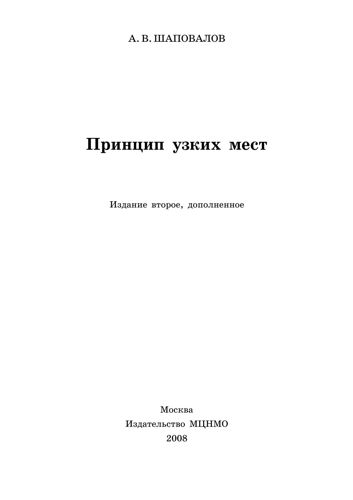 А. В. ШАПОВАЛОВ
Принцип узких мест
Издание второе, дополненное
Москва
Издательство МЦНМО
2008